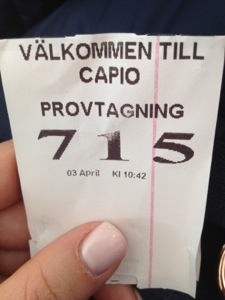 VÄLKOMMEN TILL
CAPIO
PROVTAGNING
715
03 April Kl 10:42